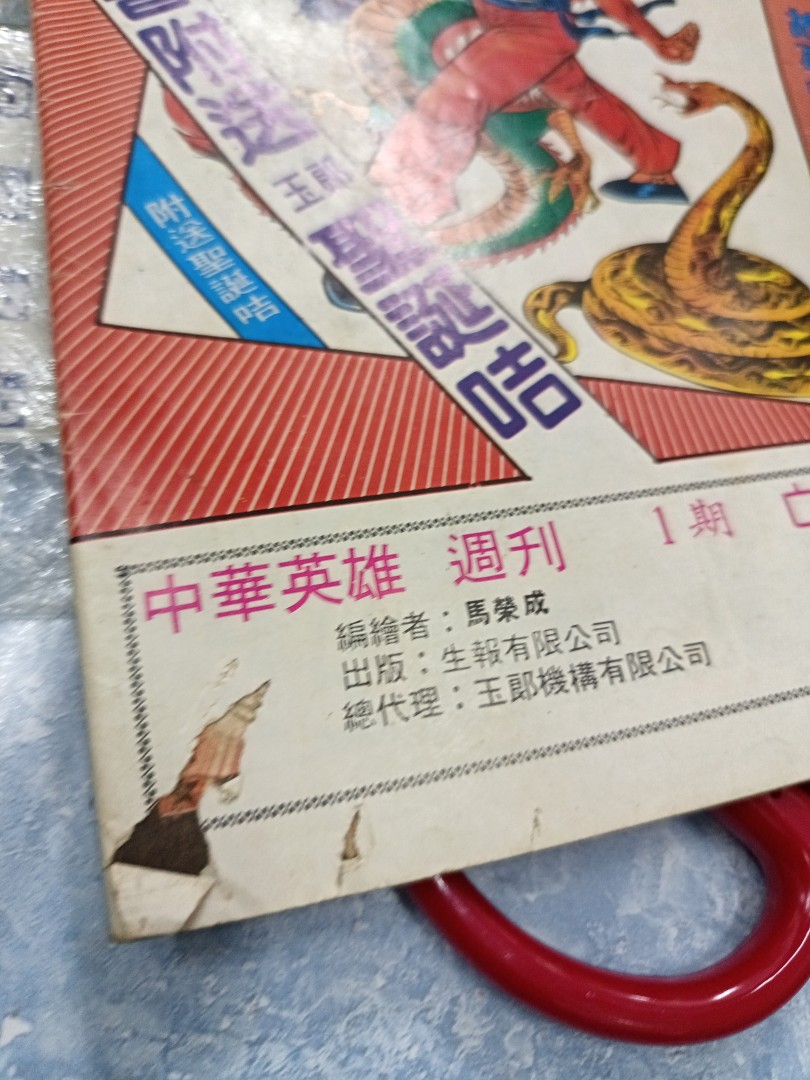 送
玉郎
聖誕咭
附送聖誕咭
中華英雄 週刊 1期
編繪者：馬榮成
出版：生報有限公司
總代理：玉郎機構有限公司